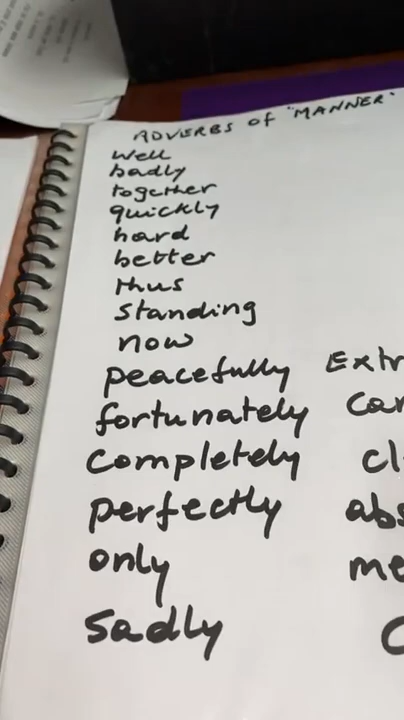 ADVERBS of "MANNER"
well
badly
together
quickly
hard
better
thus
standing
now
peacefully
fortunately
completely
perfectly
only
sadly